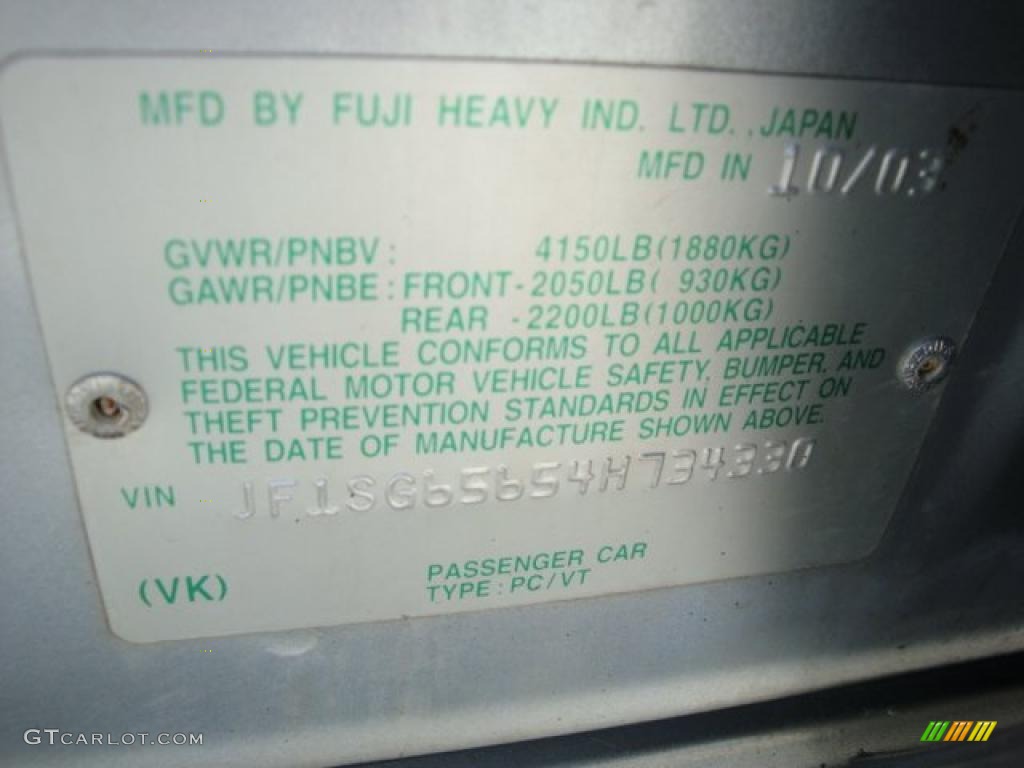 MFD BY FUJI HEAVY IND. LTD., JAPAN
MFD IN 10/03
GVWR/PNBV: 4150LB(1880KG)
GAWR/PNBE: FRONT-2050LB( 930KG)
REAR -2200LB(1000KG)
THIS VEHICLE CONFORMS TO ALL APPLICABLE
FEDERAL MOTOR VEHICLE SAFETY, BUMPER, AND
THEFT PREVENTION STANDARDS IN EFFECT ON
THE DATE OF MANUFACTURE SHOWN ABOVE.
VIN JF1SG65654H734330
(VK) PASSENGER CAR
TYPE: PC/VT
GTCARLOT.COM